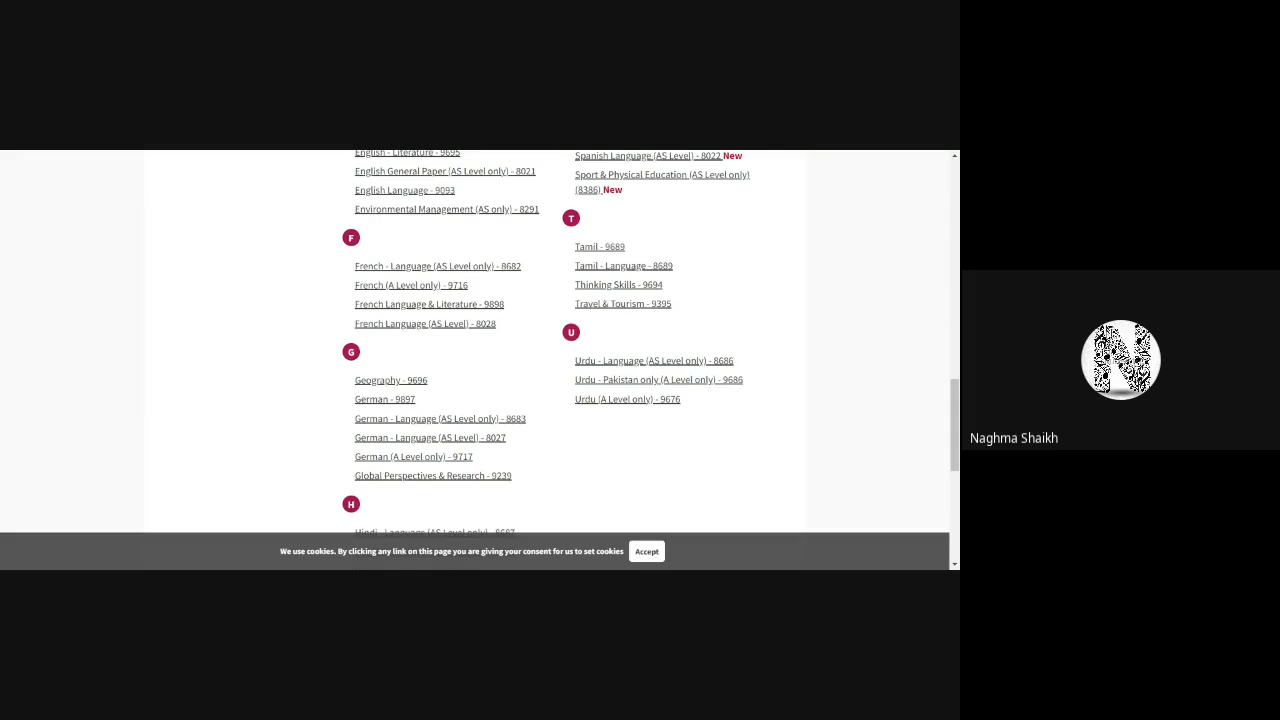 English - Literature - 9695
English General Paper (AS Level only) - 8021
English Language - 9093
Environmental Management (AS only) - 8291
F
French - Language (AS Level only) - 8682
French (A Level only) - 9716
French Language & Literature - 9898
French Language (AS Level) - 8028
G
Geography - 9696
German - 9897
German - Language (AS Level only) - 8683
German - Language (AS Level) - 8027
German (A Level only) - 9717
Global Perspectives & Research - 9239
H
Hindi - Language (AS Level only) - 8687
Spanish Language (AS Level) - 8022 New
Sport & Physical Education (AS Level only)
(8386) New
T
Tamil - 9689
Tamil - Language - 8689
Thinking Skills - 9694
Travel & Tourism - 9395
U
Urdu - Language (AS Level only) - 8686
Urdu - Pakistan only (A Level only) - 9686
Urdu (A Level only) - 9676
We use cookies. By clicking any link on this page you are giving your consent for us to set cookies
Accept
N
Naghma Shaikh